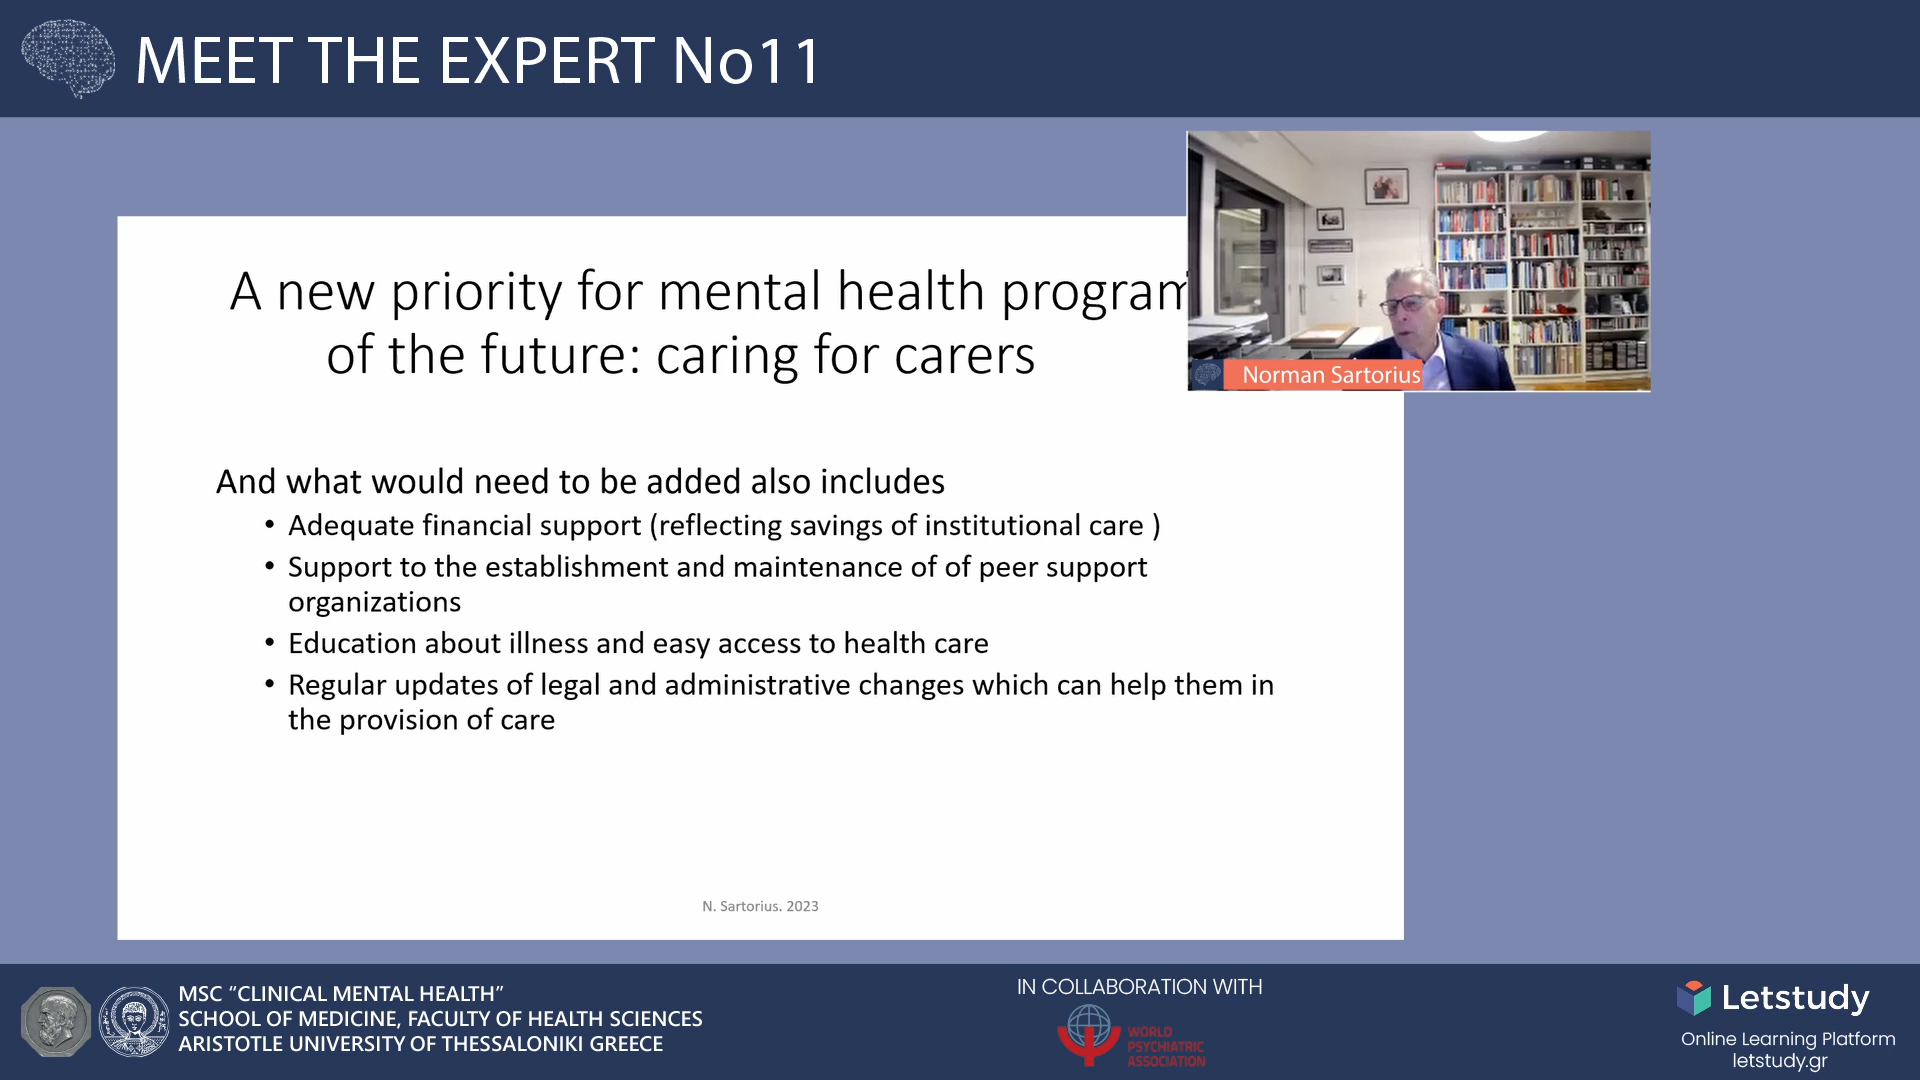 MEET THE EXPERT No11
A new priority for mental health program
of the future: caring for carers
Norman Sartorius
And what would need to be added also includes
• Adequate financial support (reflecting savings of institutional care )
• Support to the establishment and maintenance of of peer support
organizations
• Education about illness and easy access to health care
• Regular updates of legal and administrative changes which can help them in
the provision of care
N. Sartorius. 2023
MSC “CLINICAL MENTAL HEALTH”
SCHOOL OF MEDICINE, FACULTY OF HEALTH SCIENCES
ARISTOTLE UNIVERSITY OF THESSALONIKI GREECE
IN COLLABORATION WITH
WORLD
PSYCHIATRIC
ASSOCIATION
Letstudy
Online Learning Platform
letstudy.gr